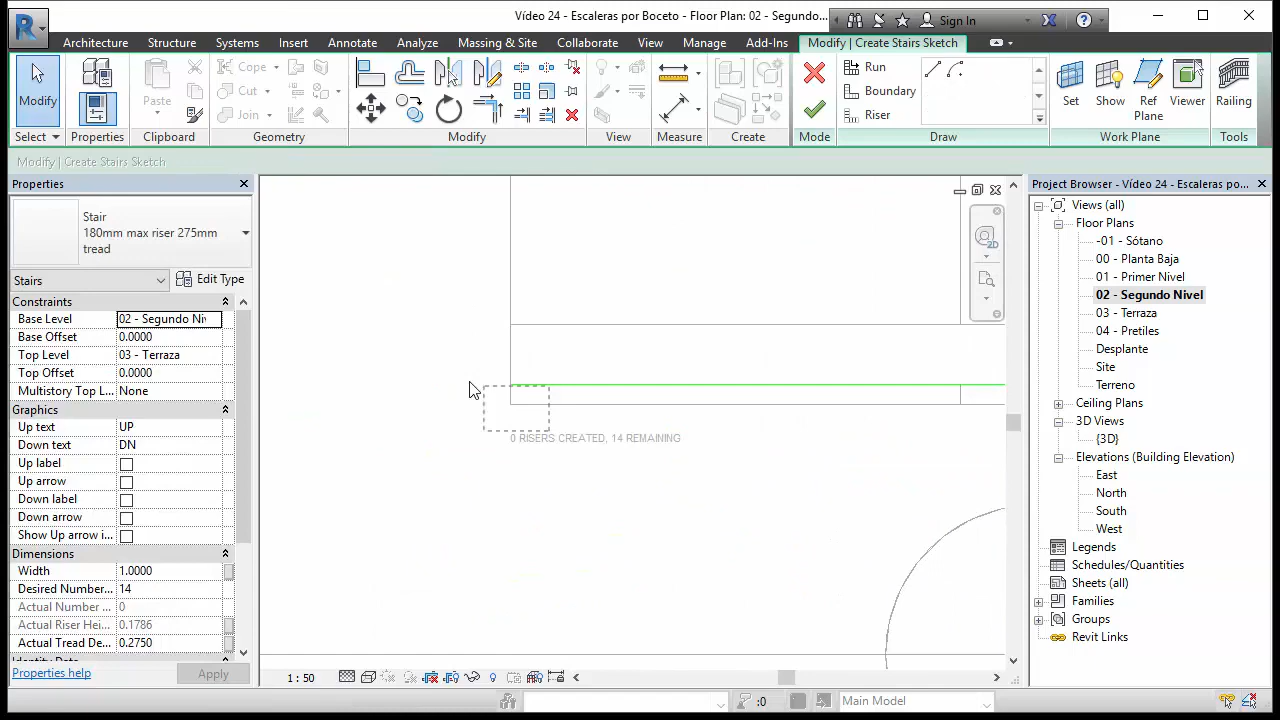 Vídeo 24 - Escaleras por Boceto - Floor Plan: 02 - Segundo...
Sign In
Architecture Structure Systems Insert Annotate Analyze Massing & Site Collaborate View Manage Add-Ins Modify | Create Stairs Sketch
Modify Paste Cope Cut Join Run Boundary Riser Set Show Ref Plane Viewer Railing
Select Properties Clipboard Geometry Modify View Measure Create Mode Draw Work Plane Tools
Modify | Create Stairs Sketch
Properties
Stair
180mm max riser 275mm
tread
Stairs Edit Type
Constraints
Base Level 02 - Segundo Niv
Base Offset 0.0000
Top Level 03 - Terraza
Top Offset 0.0000
Multistory Top L... None
Graphics
Up text UP
Down text DN
Up label
Up arrow
Down label
Down arrow
Show Up arrow i...
Dimensions
Width 1.0000
Desired Number ... 14
Actual Number ... 0
Actual Riser Hei... 0.1786
Actual Tread De... 0.2750
Identity Data
Properties help Apply
2D
0 RISERS CREATED, 14 REMAINING
1 : 50
:0
Main Model
Project Browser - Vídeo 24 - Escaleras po...
Views (all)
Floor Plans
-01 - Sótano
00 - Planta Baja
01 - Primer Nivel
02 - Segundo Nivel
03 - Terraza
04 - Pretiles
Desplante
Site
Terreno
Ceiling Plans
3D Views
{3D}
Elevations (Building Elevation)
East
North
South
West
Legends
Schedules/Quantities
Sheets (all)
Families
Groups
Revit Links